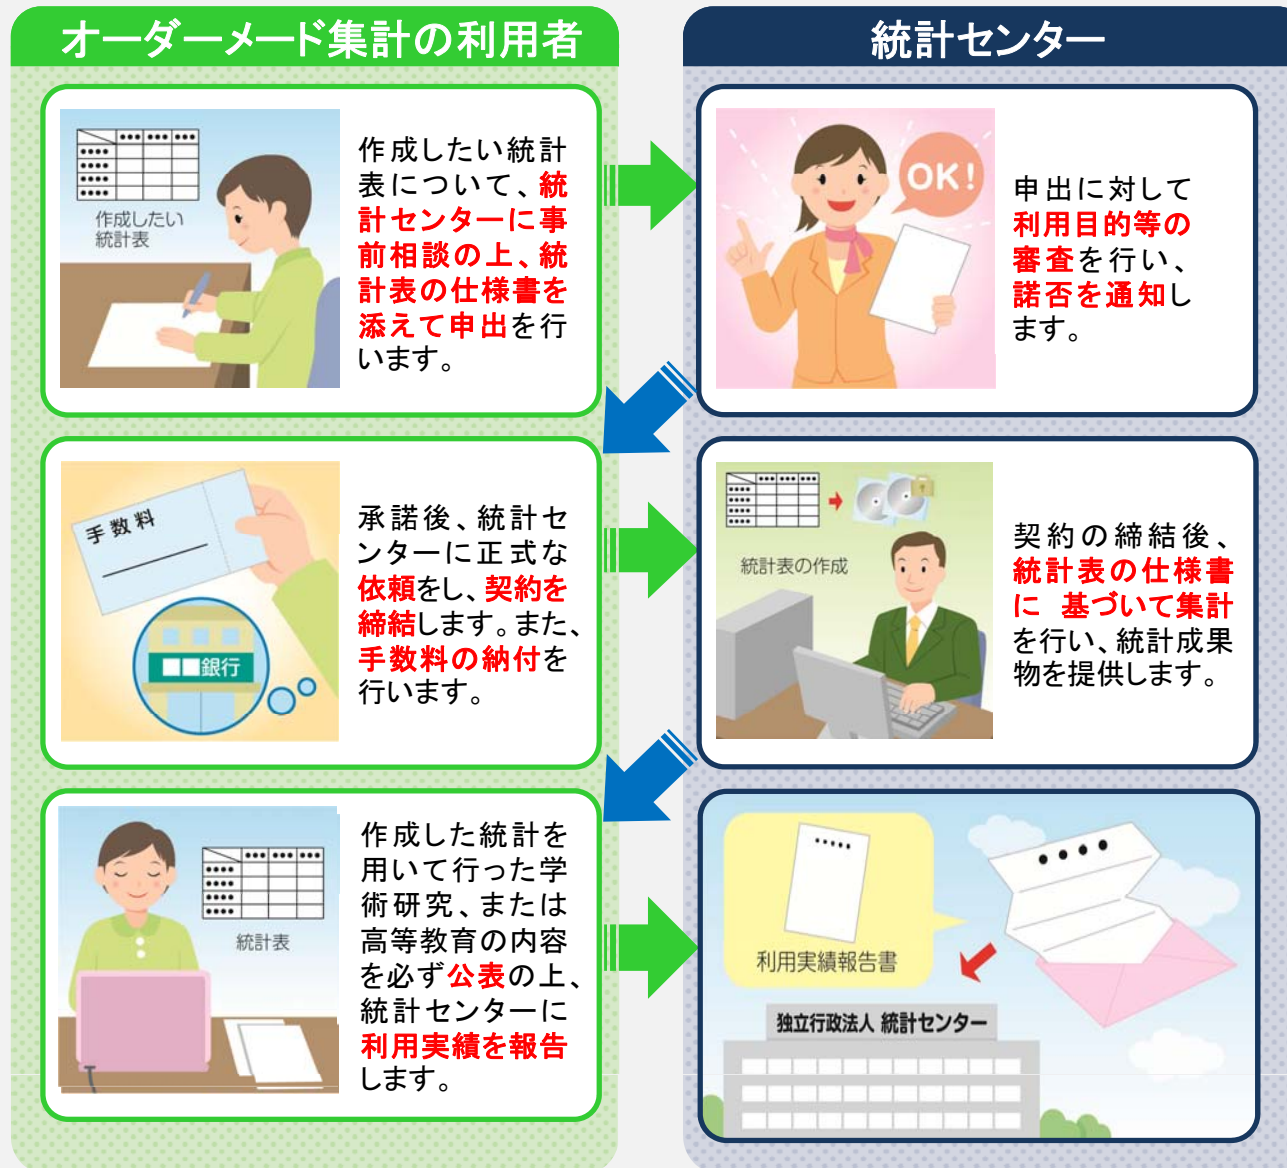 オーダーメード集計の利用者
作成したい
統計表
作成したい統計
表について、統
計センターに事
前相談の上、統
計表の仕様書を
添えて申出を行
います。
統計センター
OK!
申出に対して
利用目的等の
審査を行い、
諾否を通知し
ます。
手数料
■■銀行
承諾後、統計セ
ンターに正式な
依頼をし、契約を
締結します。また、
手数料の納付を
行います。
統計表の作成
契約の締結後、
統計表の仕様書
に 基づいて集計
を行い、統計成果
物を提供します。
統計表
作成した統計を
用いて行った学
術研究、または
高等教育の内容
を必ず公表の上、
統計センターに
利用実績を報告
します。
利用実績報告書
独立行政法人 統計センター